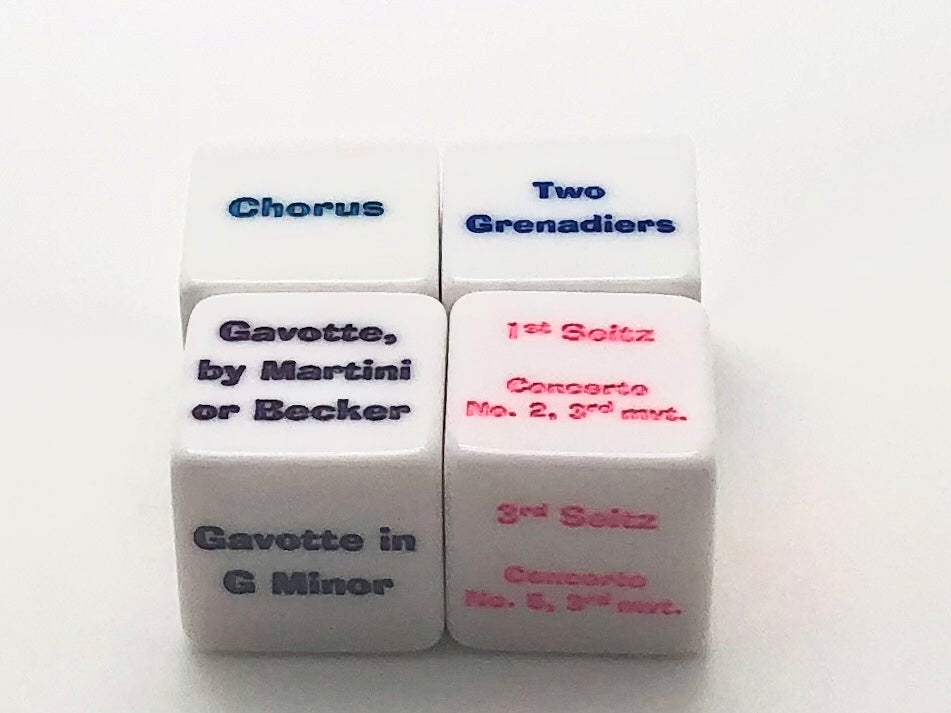 Chorus
Two
Grenadiers
Gavotte,
by Martini
or Becker
1st Seitz
Concerto
No. 2, 3rd mvt.
Gavotte in
G Minor
3rd Seitz
Concerto
No. 5, 3rd mvt.